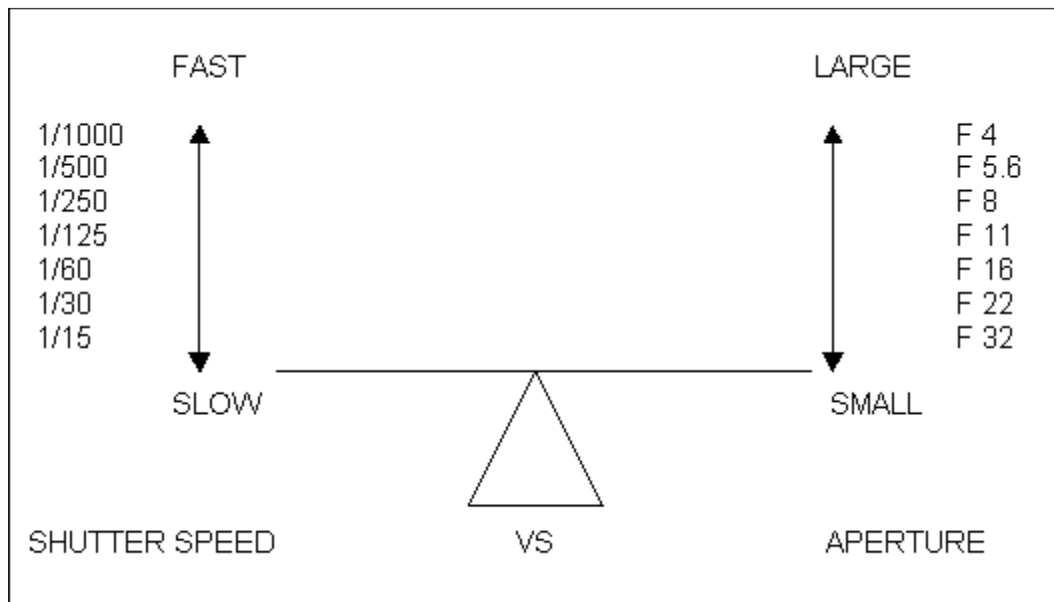 FAST LARGE
1/1000 F 4
1/500 F 5.6
1/250 F 8
1/125 F 11
1/60 F 16
1/30 F 22
1/15 F 32
SLOW SMALL
SHUTTER SPEED VS APERTURE